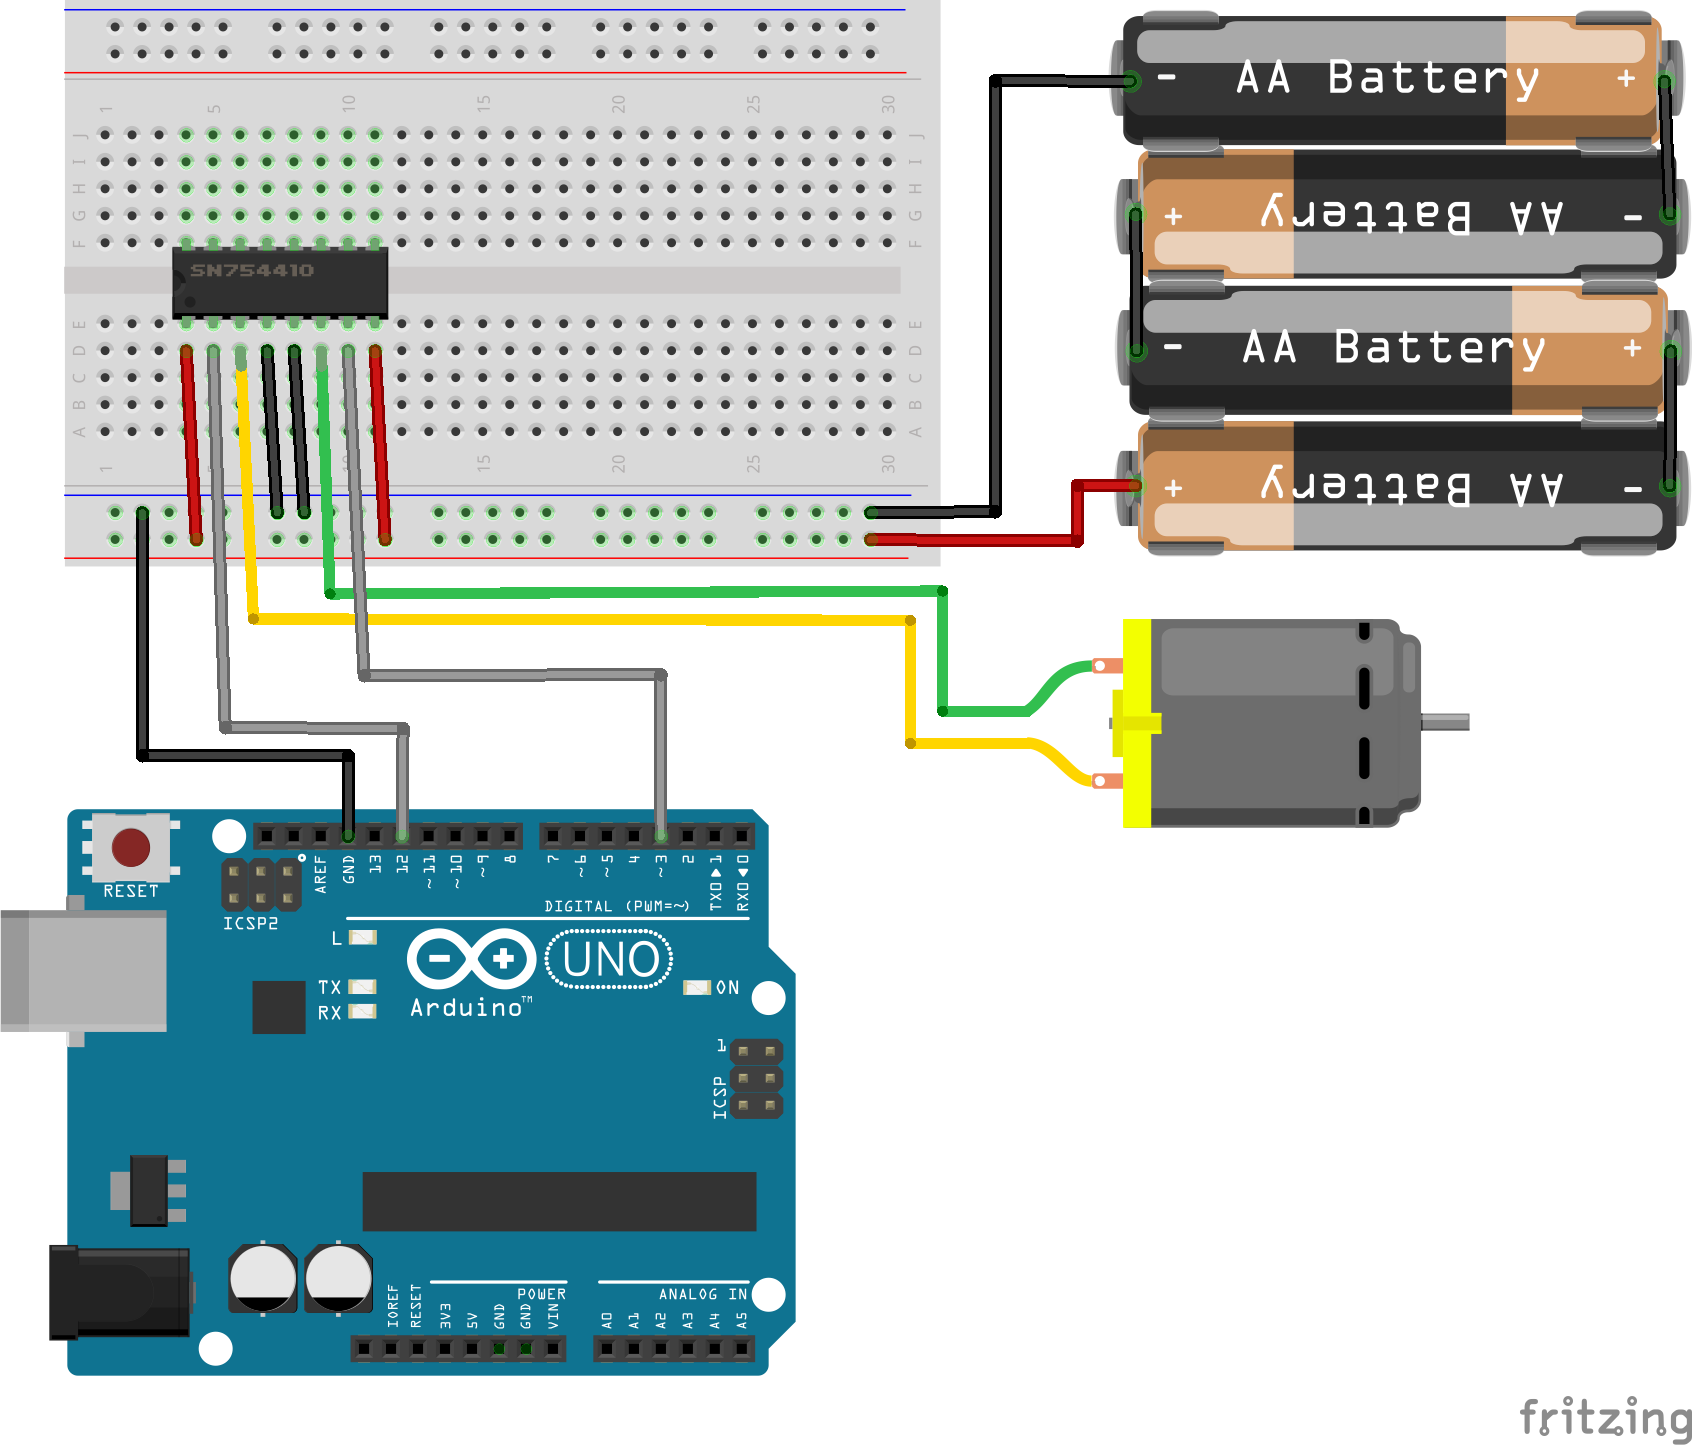 1 5 10 15 20 25 30
J J
I I
H H
G G
F F
SN754410
E E
D D
C C
B B
A A
1 5 10 15 20 25 30
- AA Battery +
+ AA Battery -
- AA Battery +
+ AA Battery -
RESET
ICSP2
AREF
GND
13
12
~11
~10
~9
8
7
~6
~5
4
~3
2
TX0▶1
RX0◀0
DIGITAL (PWM=~)
L
TX
RX
UNO
Arduino™
ON
1
ICSP
IOREF
RESET
3V3
5V
GND
GND
VIN
POWER
ANALOG IN
A0
A1
A2
A3
A4
A5
fritzing